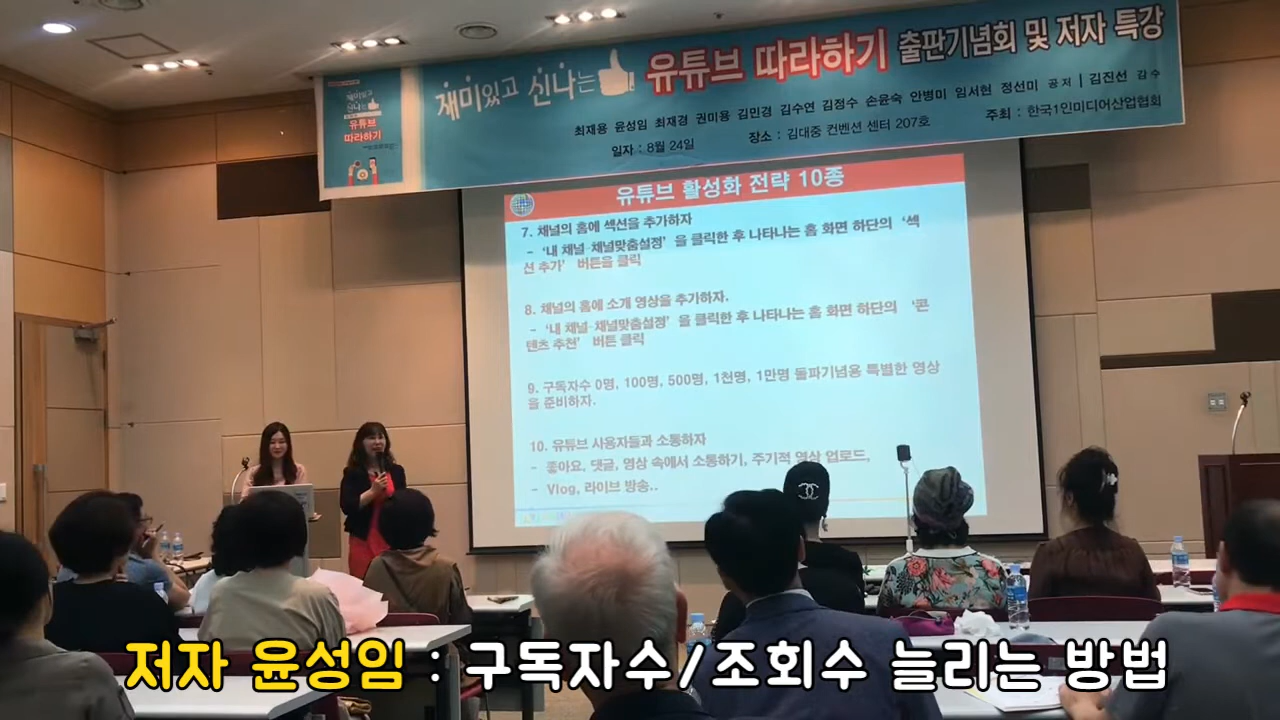 재미있고 신나는 유튜브 따라하기 출판기념회 및 저자 특강
최재용 윤성임 최재경 권미용 김민경 김수연 김정수 손윤숙 안병미 임서현 정선미 공저 | 김진선 감수
일자 : 8월 24일 장소 : 김대중 컨벤션 센터 207호 주최 : 한국1인미디어산업협회
재미있고
신나는
유튜브
따라하기
유튜브 활성화 전략 10종
7. 채널의 홈에 섹션을 추가하자
- ‘내 채널-채널맞춤설정’을 클릭한 후 나타나는 홈 화면 하단의 ‘섹
션 추가’ 버튼을 클릭
8. 채널의 홈에 소개 영상을 추가하자.
- ‘내 채널-채널맞춤설정’을 클릭한 후 나타나는 홈 화면 하단의 ‘콘
텐츠 추천’ 버튼 클릭
9. 구독자수 0명, 100명, 500명, 1천명, 1만명 돌파기념용 특별한 영상
을 준비하자.
10. 유튜브 사용자들과 소통하자
- 좋아요, 댓글, 영상 속에서 소통하기, 주기적 영상 업로드,
- Vlog, 라이브 방송..
저자 윤성임 : 구독자수/조회수 늘리는 방법